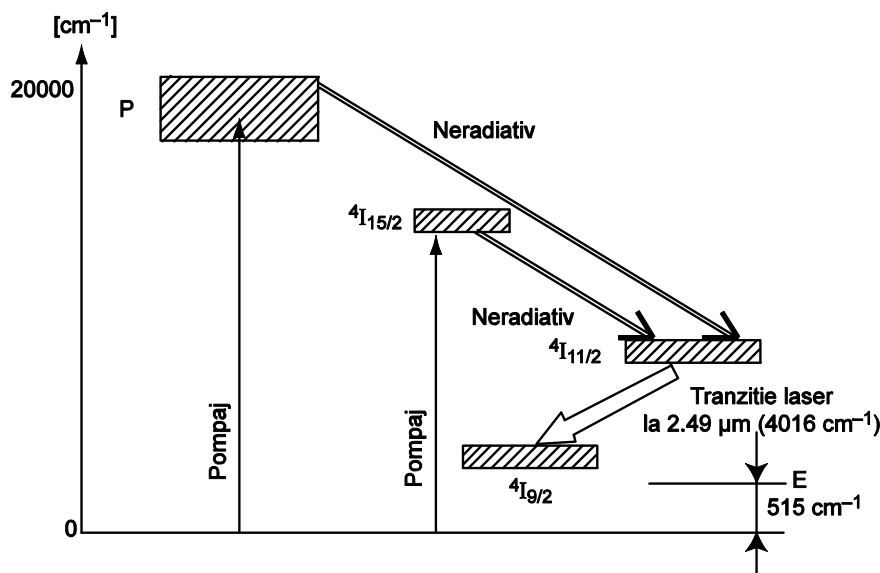 [cm⁻¹]
20000
P
Neradiativ
⁴I₁₅/₂
Neradiativ
⁴I₁₁/₂
Tranzitie laser
la 2.49 μm (4016 cm⁻¹)
Pompaj
Pompaj
⁴I₉/₂
E
515 cm⁻¹
0